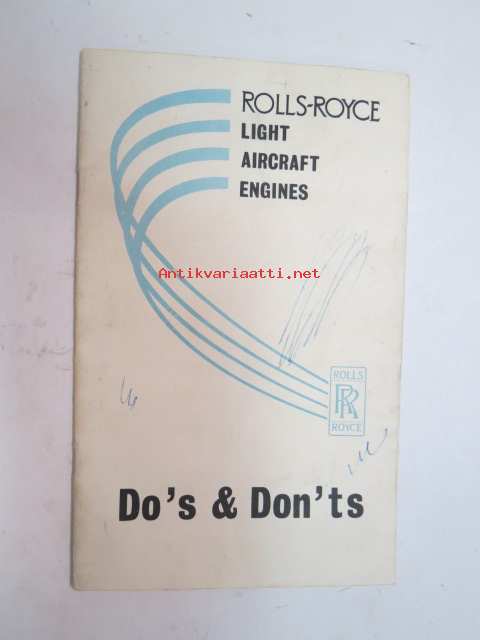 ROLLS-ROYCE
LIGHT
AIRCRAFT
ENGINES
Antikvariaatti.net
ROLLS
RR
ROYCE
Do's & Don'ts